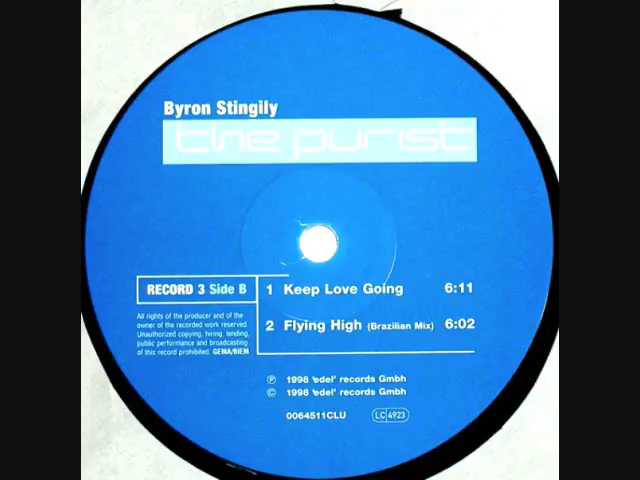 Byron Stingily
the purist
RECORD 3 Side B
1 Keep Love Going 6:11
2 Flying High (Brazilian Mix) 6:02
All rights of the producer and of the
owner of the recorded work reserved.
Unauthorized copying, hiring, lending,
public performance and broadcasting
of this record prohibited. GEMA/BIEM
Ⓟ 1998 'edel' records Gmbh
© 1998 'edel' records Gmbh
0064511CLU LC 4923